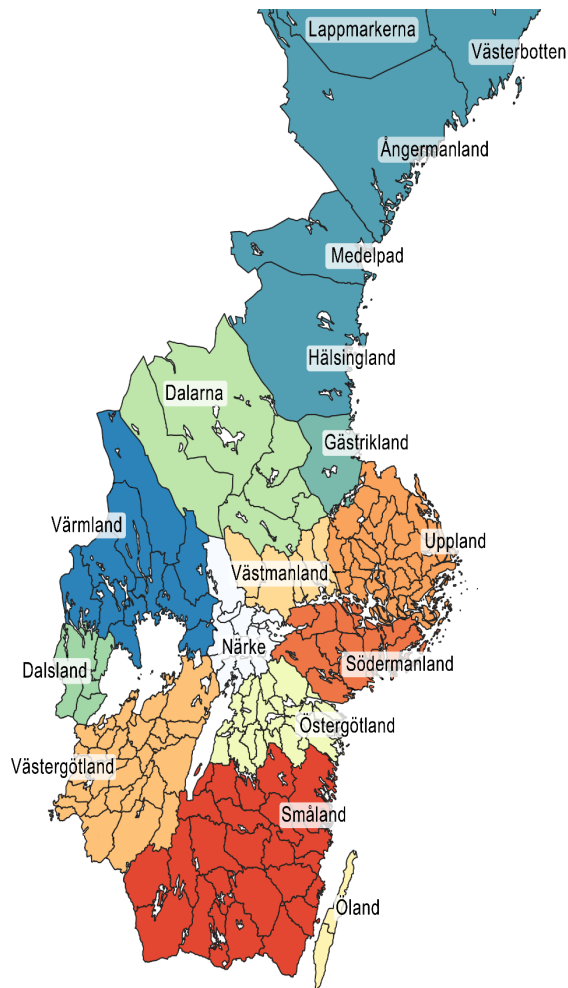 Lappmarkerna
Västerbotten
Ångermanland
Medelpad
Hälsingland
Dalarna
Gästrikland
Värmland
Uppland
Västmanland
Närke
Södermanland
Dalsland
Östergötland
Västergötland
Småland
Öland